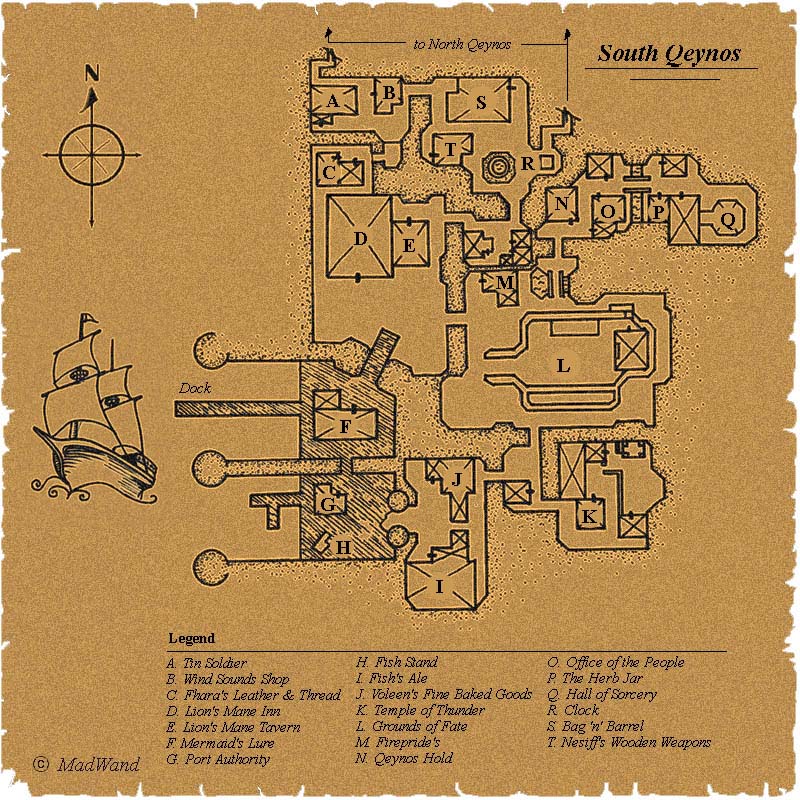 to North Qeynos
South Qeynos
N
A
B
S
T
R
C
N
O
P
Q
D
E
M
L
Dock
F
J
G
K
H
I
Legend
A. Tin Soldier
B. Wind Sounds Shop
C. Fhara's Leather & Thread
D. Lion's Mane Inn
E. Lion's Mane Tavern
F. Mermaid's Lure
G. Port Authority
H. Fish Stand
I. Fish's Ale
J. Voleen's Fine Baked Goods
K. Temple of Thunder
L. Grounds of Fate
M. Firepride's
N. Qeynos Hold
O. Office of the People
P. The Herb Jar
Q. Hall of Sorcery
R. Clock
S. Bag 'n' Barrel
T. Nesiff's Wooden Weapons
© MadWand